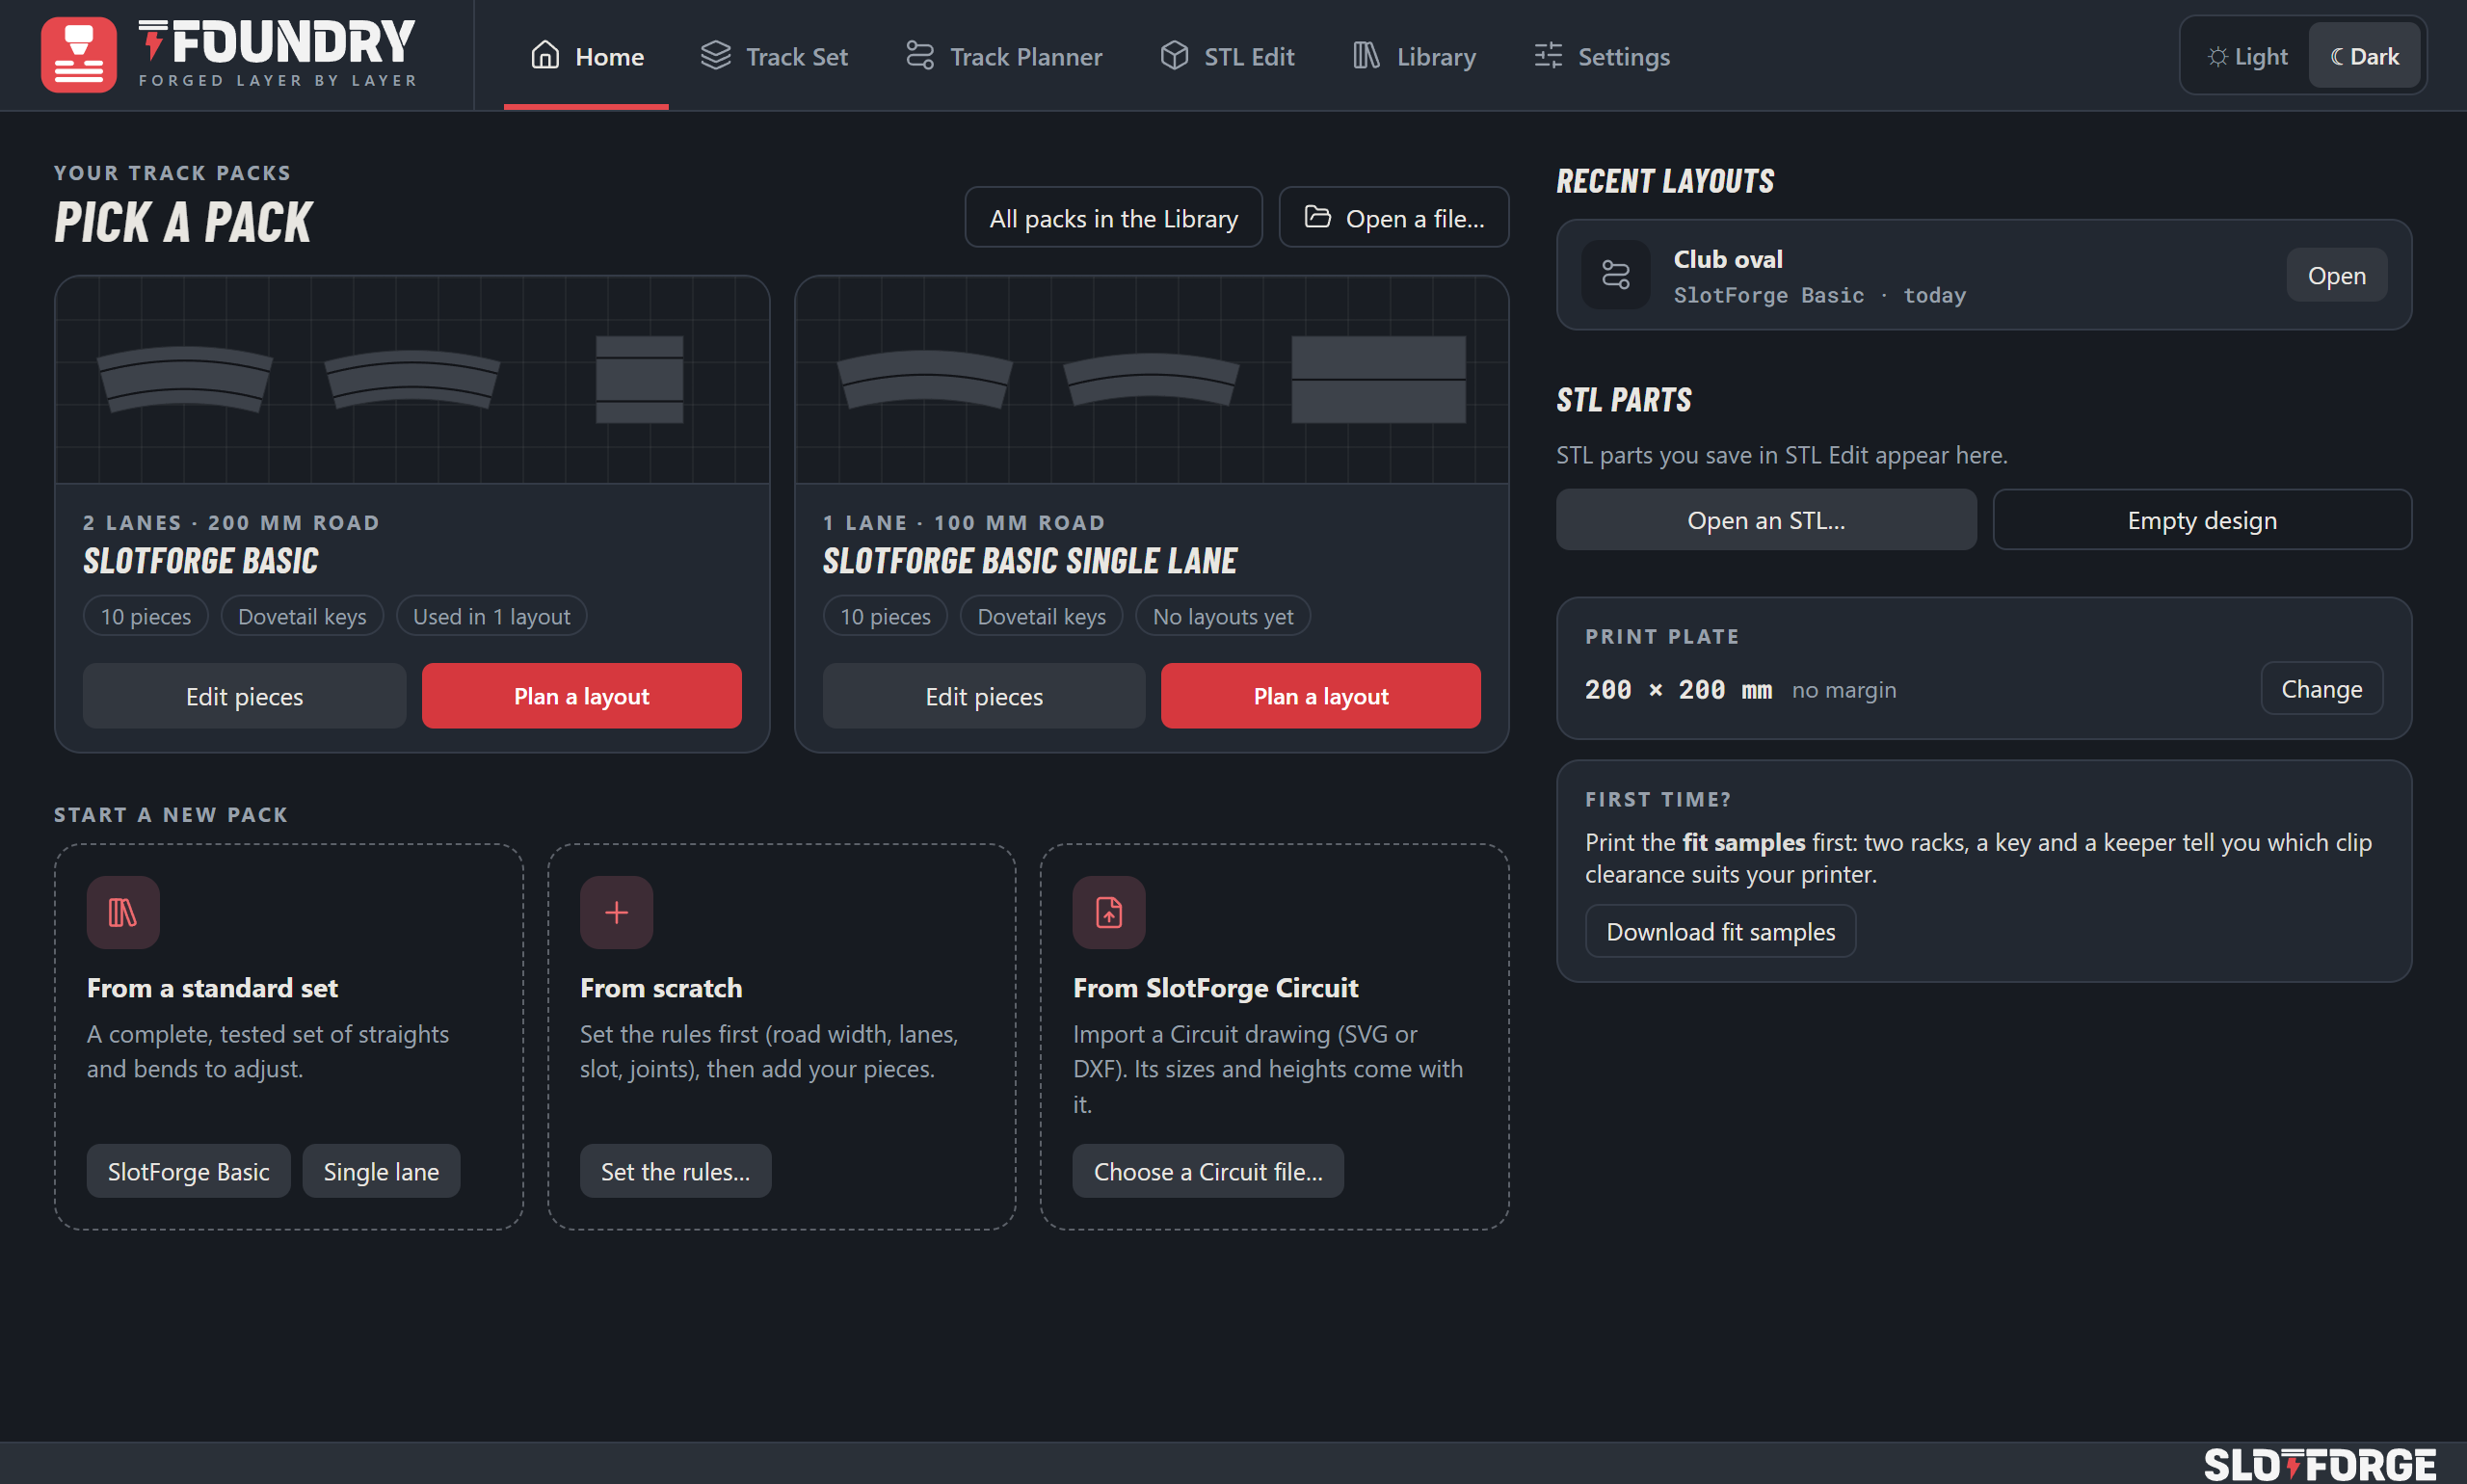 FOUNDRY
FORGED LAYER BY LAYER
Home
Track Set
Track Planner
STL Edit
Library
Settings
Light
Dark
YOUR TRACK PACKS
PICK A PACK
All packs in the Library
Open a file...
2 LANES · 200 MM ROAD
SLOTFORGE BASIC
10 pieces
Dovetail keys
Used in 1 layout
Edit pieces
Plan a layout
1 LANE · 100 MM ROAD
SLOTFORGE BASIC SINGLE LANE
10 pieces
Dovetail keys
No layouts yet
Edit pieces
Plan a layout
START A NEW PACK
From a standard set
A complete, tested set of straights
and bends to adjust.
SlotForge Basic
Single lane
From scratch
Set the rules first (road width, lanes,
slot, joints), then add your pieces.
Set the rules...
From SlotForge Circuit
Import a Circuit drawing (SVG or
DXF). Its sizes and heights come with
it.
Choose a Circuit file...
RECENT LAYOUTS
Club oval
SlotForge Basic · today
Open
STL PARTS
STL parts you save in STL Edit appear here.
Open an STL...
Empty design
PRINT PLATE
200 × 200 mm no margin
Change
FIRST TIME?
Print the fit samples first: two racks, a key and a keeper tell you which clip
clearance suits your printer.
Download fit samples
SLOTFORGE